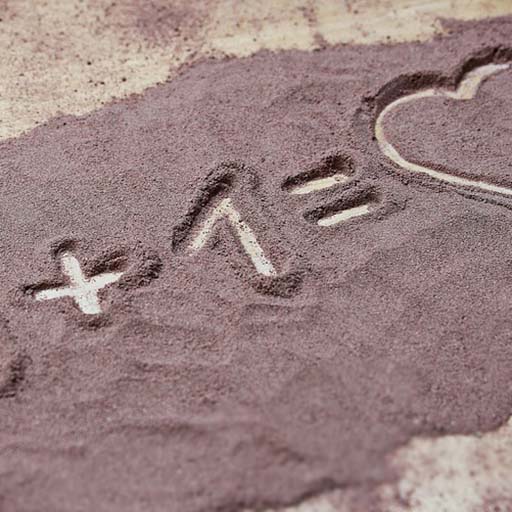 + 1 = ♡